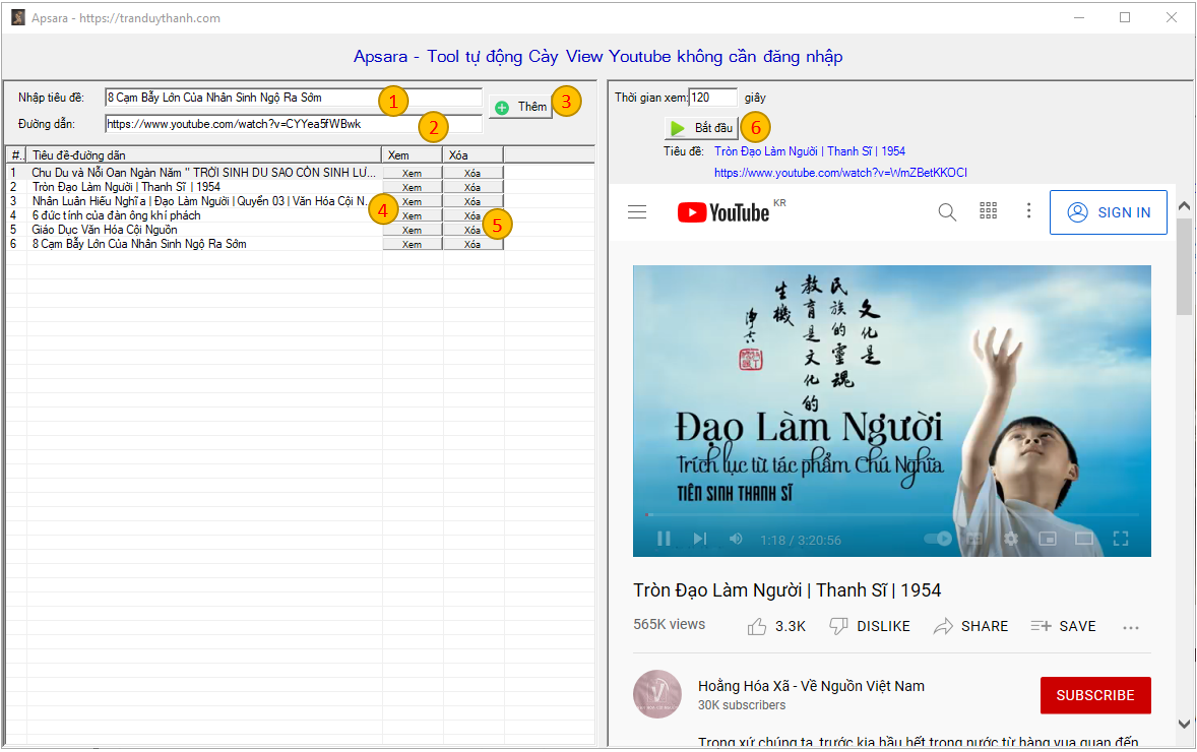 Apsara - https://tranduythanh.com
Apsara - Tool tự động Cày View Youtube không cần đăng nhập
Nhập tiêu đề: 8 Cạm Bẫy Lớn Của Nhân Sinh Ngộ Ra Sớm 1
Thêm 3
Đường dẫn: https://www.youtube.com/watch?v=CYYea5fWBwk 2
#.. Tiêu đề-đường dẫn Xem Xóa
1 Chu Du và Nỗi Oan Ngàn Năm " TRỜI SINH DU SAO CÒN SINH LƯ... Xem Xóa
2 Tròn Đạo Làm Người | Thanh Sĩ | 1954 Xem Xóa
3 Nhân Luân Hiếu Nghĩa | Đạo Làm Người | Quyển 03 | Văn Hóa Cội N. Xem Xóa
4 6 đức tính của đàn ông khí phách 4 Xem Xóa 5
5 Giáo Dục Văn Hóa Cội Nguồn Xem Xóa
6 8 Cạm Bẫy Lớn Của Nhân Sinh Ngộ Ra Sớm Xem Xóa
Thời gian xem: 120 giây
Bắt đầu 6
Tiêu đề: Tròn Đạo Làm Người | Thanh Sĩ | 1954
https://www.youtube.com/watch?v=WmZBetKKOCI
YouTube KR SIGN IN
文化是
民族的靈魂
教育是文化的
生機
淨空
Đạo Làm Người
Trích lục từ tác phẩm Chú Nghĩa
TIÊN SINH THANH SĨ
1:18 / 3:20:56
Tròn Đạo Làm Người | Thanh Sĩ | 1954
565K views 3.3K DISLIKE SHARE SAVE ...
Hoằng Hóa Xã - Về Nguồn Việt Nam
30K subscribers
SUBSCRIBE
Trong xứ chúng ta, trước kia hầu hết trong nước từ hàng vua quan đến